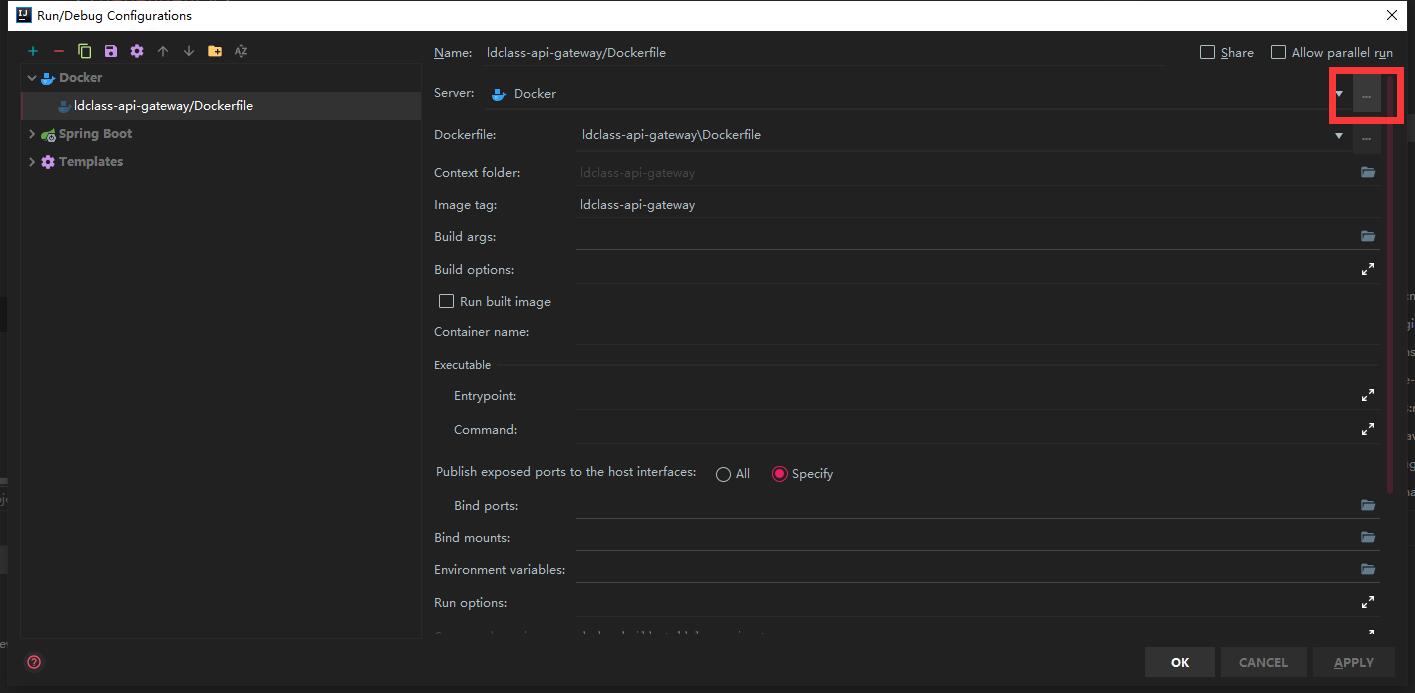 Run/Debug Configurations
Name: ldclass-api-gateway/Dockerfile
Share
Allow parallel run
Docker
ldclass-api-gateway/Dockerfile
Spring Boot
Templates
Server: Docker
...
Dockerfile: ldclass-api-gateway\Dockerfile
...
Context folder: ldclass-api-gateway
Image tag: ldclass-api-gateway
Build args:
Build options:
Run built image
Container name:
Executable
Entrypoint:
Command:
Publish exposed ports to the host interfaces: All Specify
Bind ports:
Bind mounts:
Environment variables:
Run options:
?
OK
CANCEL
APPLY